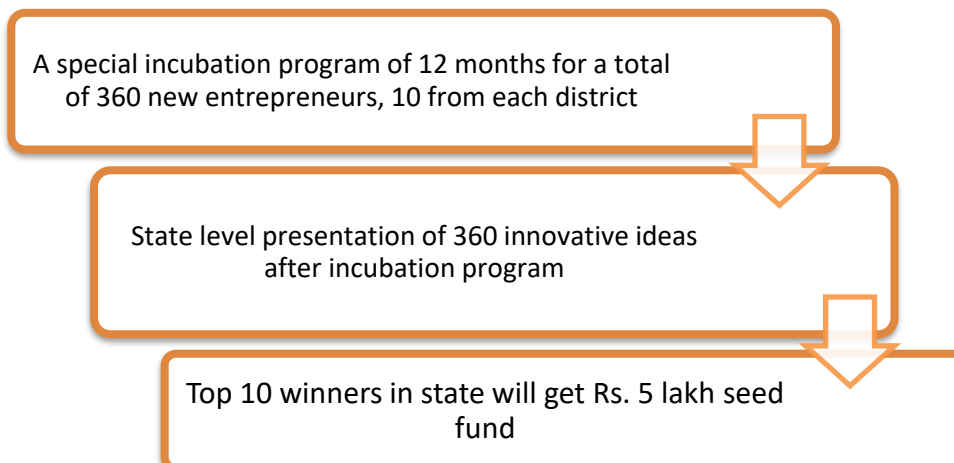 A special incubation program of 12 months for a total
of 360 new entrepreneurs, 10 from each district
State level presentation of 360 innovative ideas
after incubation program
Top 10 winners in state will get Rs. 5 lakh seed
fund